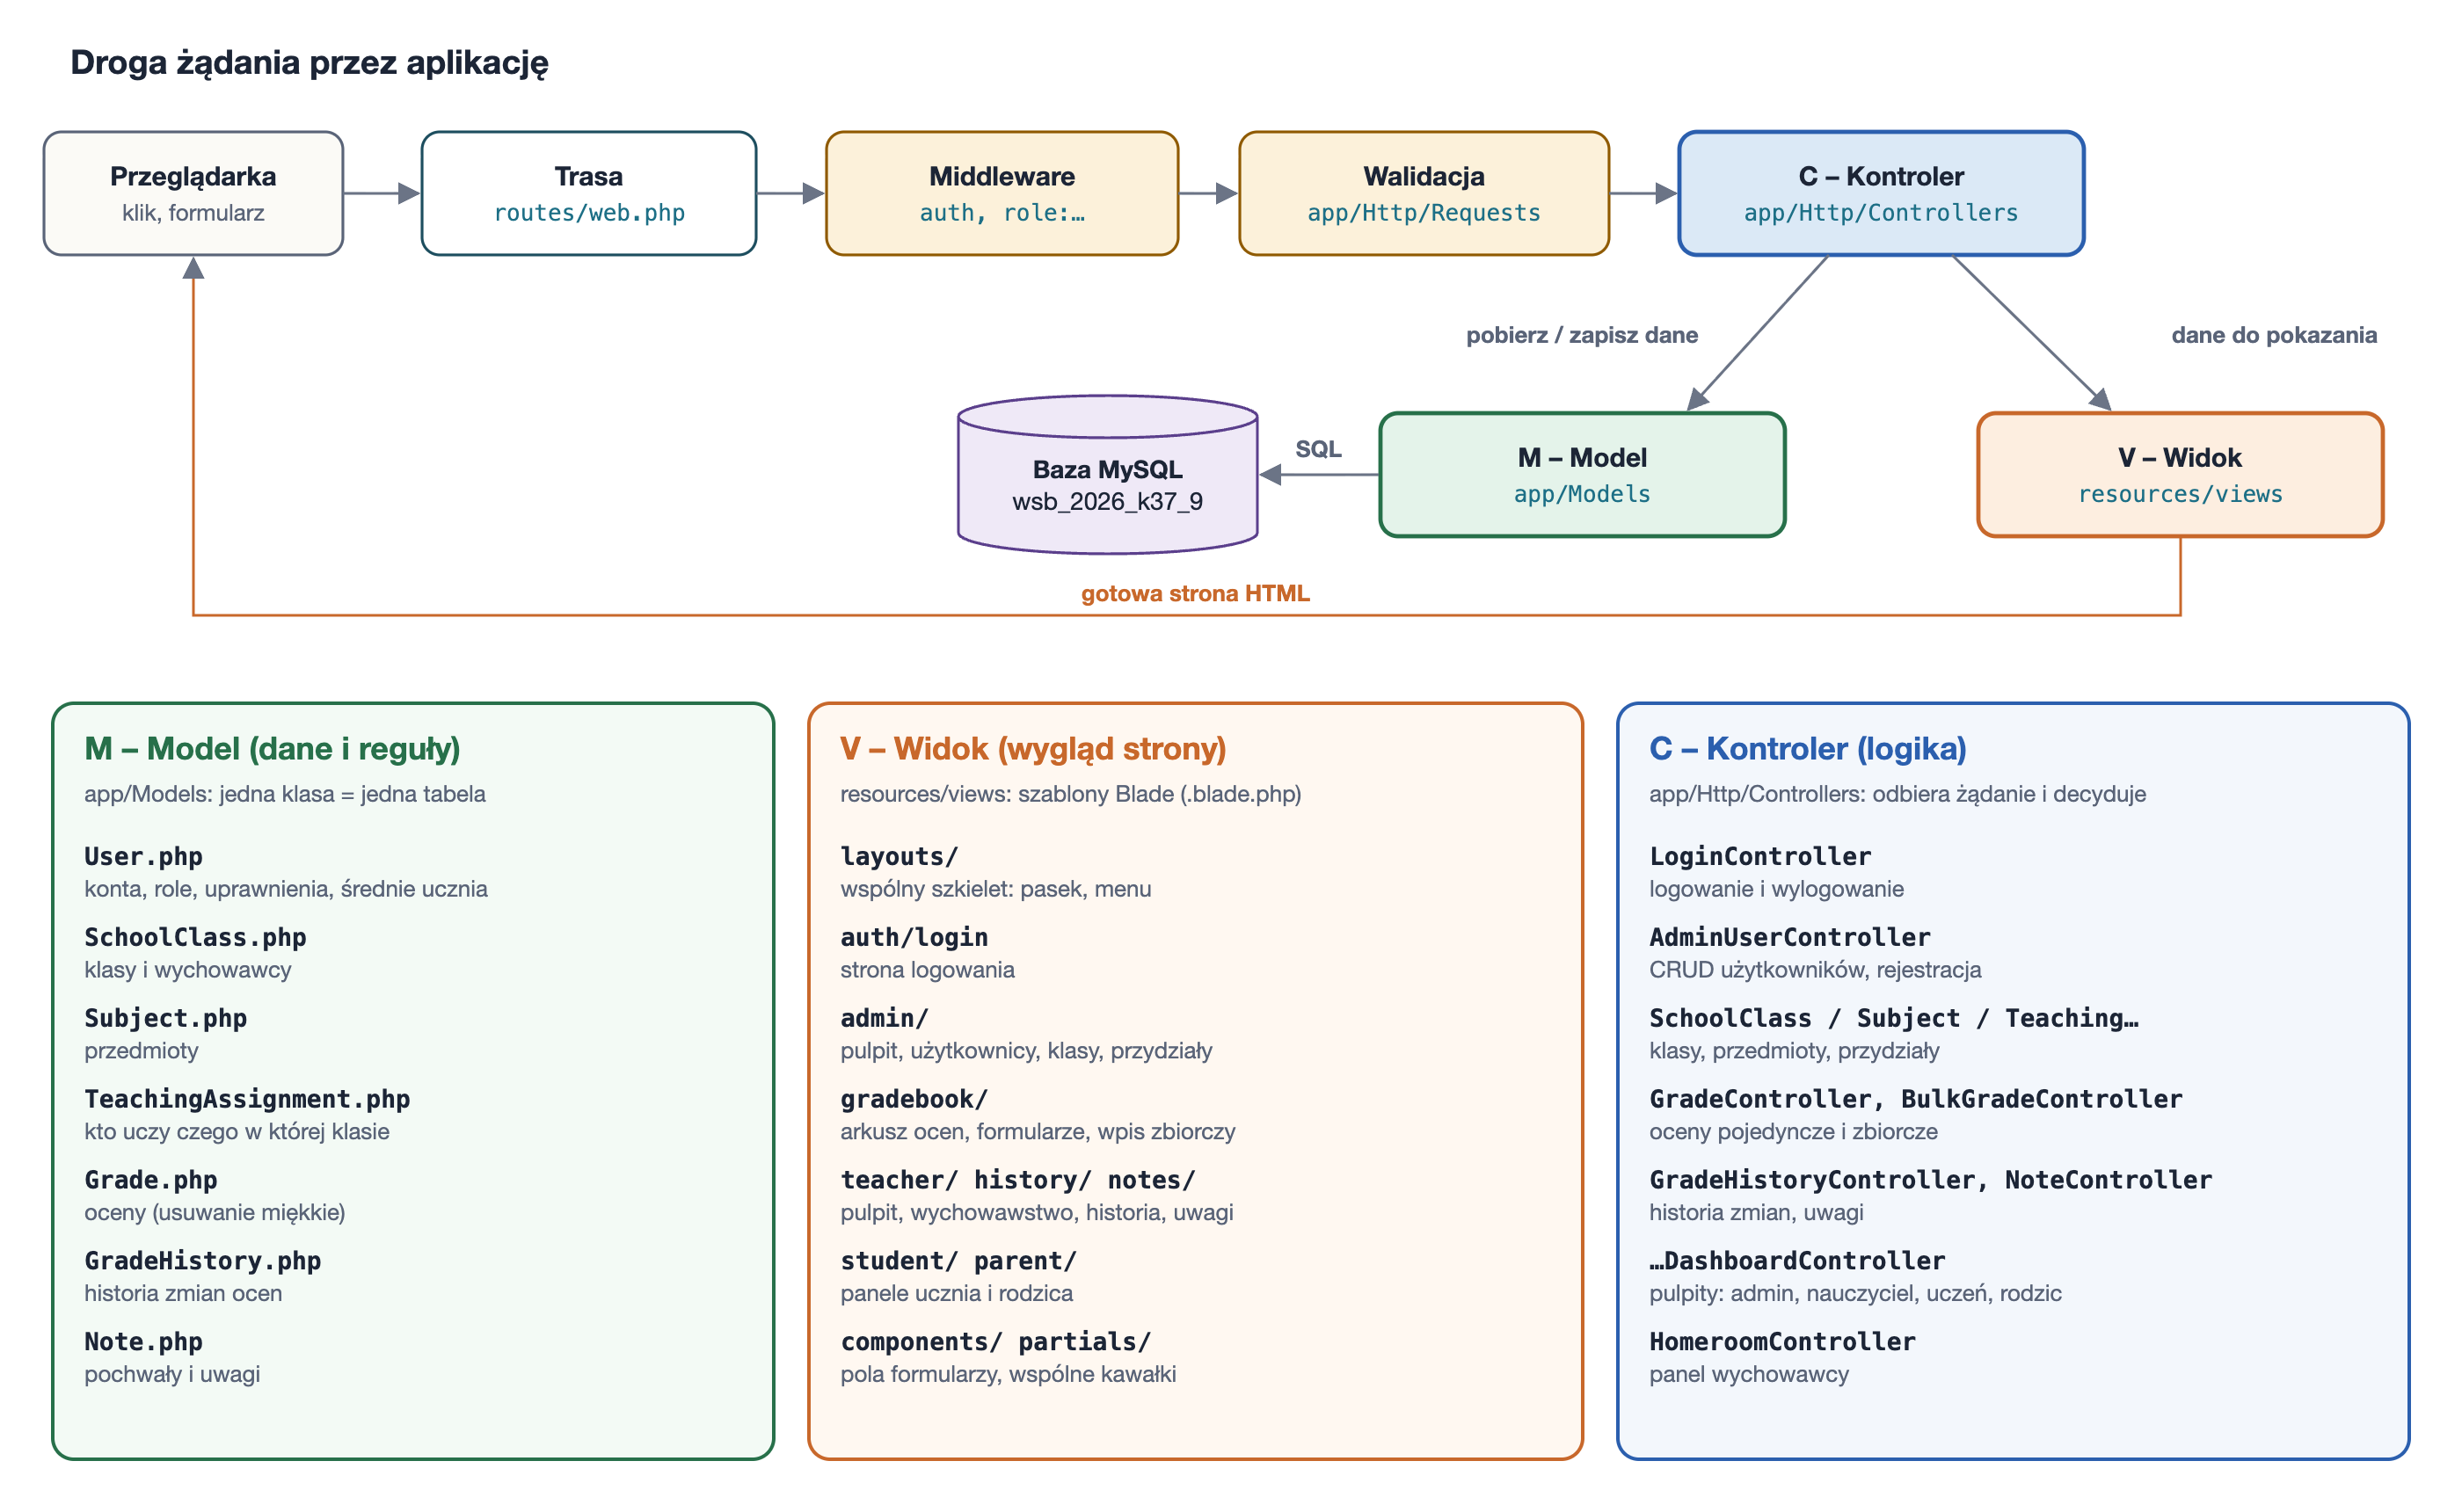 Droga żądania przez aplikację
Przeglądarka
klik, formularz
Trasa
routes/web.php
Middleware
auth, role:…
Walidacja
app/Http/Requests
C – Kontroler
app/Http/Controllers
pobierz / zapisz dane
dane do pokazania
Baza MySQL
wsb_2026_k37_9
SQL
M – Model
app/Models
V – Widok
resources/views
gotowa strona HTML
M – Model (dane i reguły)
app/Models: jedna klasa = jedna tabela
User.php
konta, role, uprawnienia, średnie ucznia
SchoolClass.php
klasy i wychowawcy
Subject.php
przedmioty
TeachingAssignment.php
kto uczy czego w której klasie
Grade.php
oceny (usuwanie miękkie)
GradeHistory.php
historia zmian ocen
Note.php
pochwały i uwagi
V – Widok (wygląd strony)
resources/views: szablony Blade (.blade.php)
layouts/
wspólny szkielet: pasek, menu
auth/login
strona logowania
admin/
pulpit, użytkownicy, klasy, przydziały
gradebook/
arkusz ocen, formularze, wpis zbiorczy
teacher/ history/ notes/
pulpit, wychowawstwo, historia, uwagi
student/ parent/
panele ucznia i rodzica
components/ partials/
pola formularzy, wspólne kawałki
C – Kontroler (logika)
app/Http/Controllers: odbiera żądanie i decyduje
LoginController
logowanie i wylogowanie
AdminUserController
CRUD użytkowników, rejestracja
SchoolClass / Subject / Teaching…
klasy, przedmioty, przydziały
GradeController, BulkGradeController
oceny pojedyncze i zbiorcze
GradeHistoryController, NoteController
historia zmian, uwagi
…DashboardController
pulpity: admin, nauczyciel, uczeń, rodzic
HomeroomController
panel wychowawcy